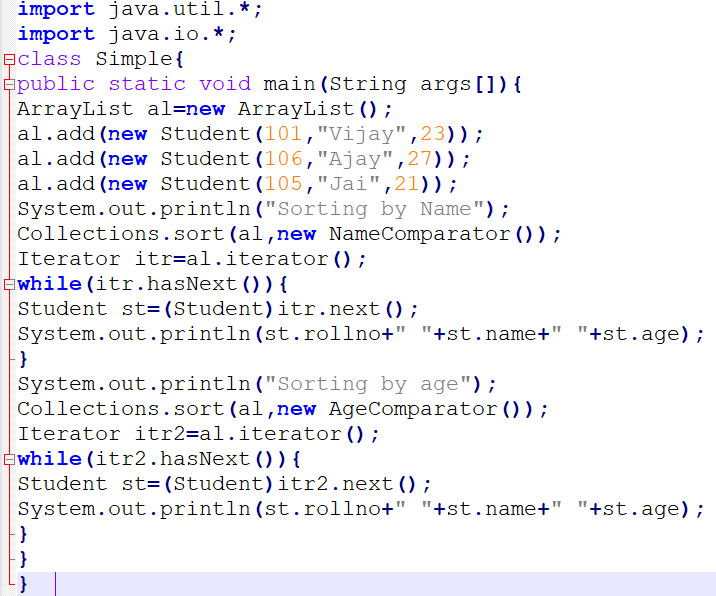 import java.util.*;
import java.io.*;
class Simple{
public static void main(String args[]){
ArrayList al=new ArrayList();
al.add(new Student(101,"Vijay",23));
al.add(new Student(106,"Ajay",27));
al.add(new Student(105,"Jai",21));
System.out.println("Sorting by Name");
Collections.sort(al,new NameComparator());
Iterator itr=al.iterator();
while(itr.hasNext()){
Student st=(Student)itr.next();
System.out.println(st.rollno+" "+st.name+" "+st.age);
}
System.out.println("Sorting by age");
Collections.sort(al,new AgeComparator());
Iterator itr2=al.iterator();
while(itr2.hasNext()){
Student st=(Student)itr2.next();
System.out.println(st.rollno+" "+st.name+" "+st.age);
}
}
}